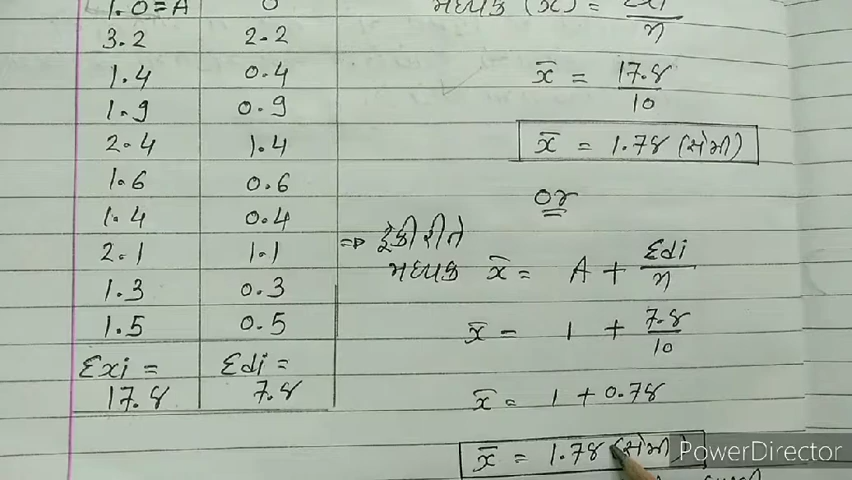 1.0=A 0
3.2 2.2
1.4 0.4
1.9 0.9
2.4 1.4
1.6 0.6
1.4 0.4
2.1 1.1
1.3 0.3
1.5 0.5
Σxi = Σdi =
17.8 7.8
મધ્યક (x̄) = Σxi / n
x̄ = 17.8 / 10
x̄ = 1.78 (સેમી)
or
⇒ ટૂંકી રીતે
મધ્યક x̄ = A + Σdi / n
x̄ = 1 + 7.8 / 10
x̄ = 1 + 0.78
x̄ = 1.78 (સેમી)
PowerDirector